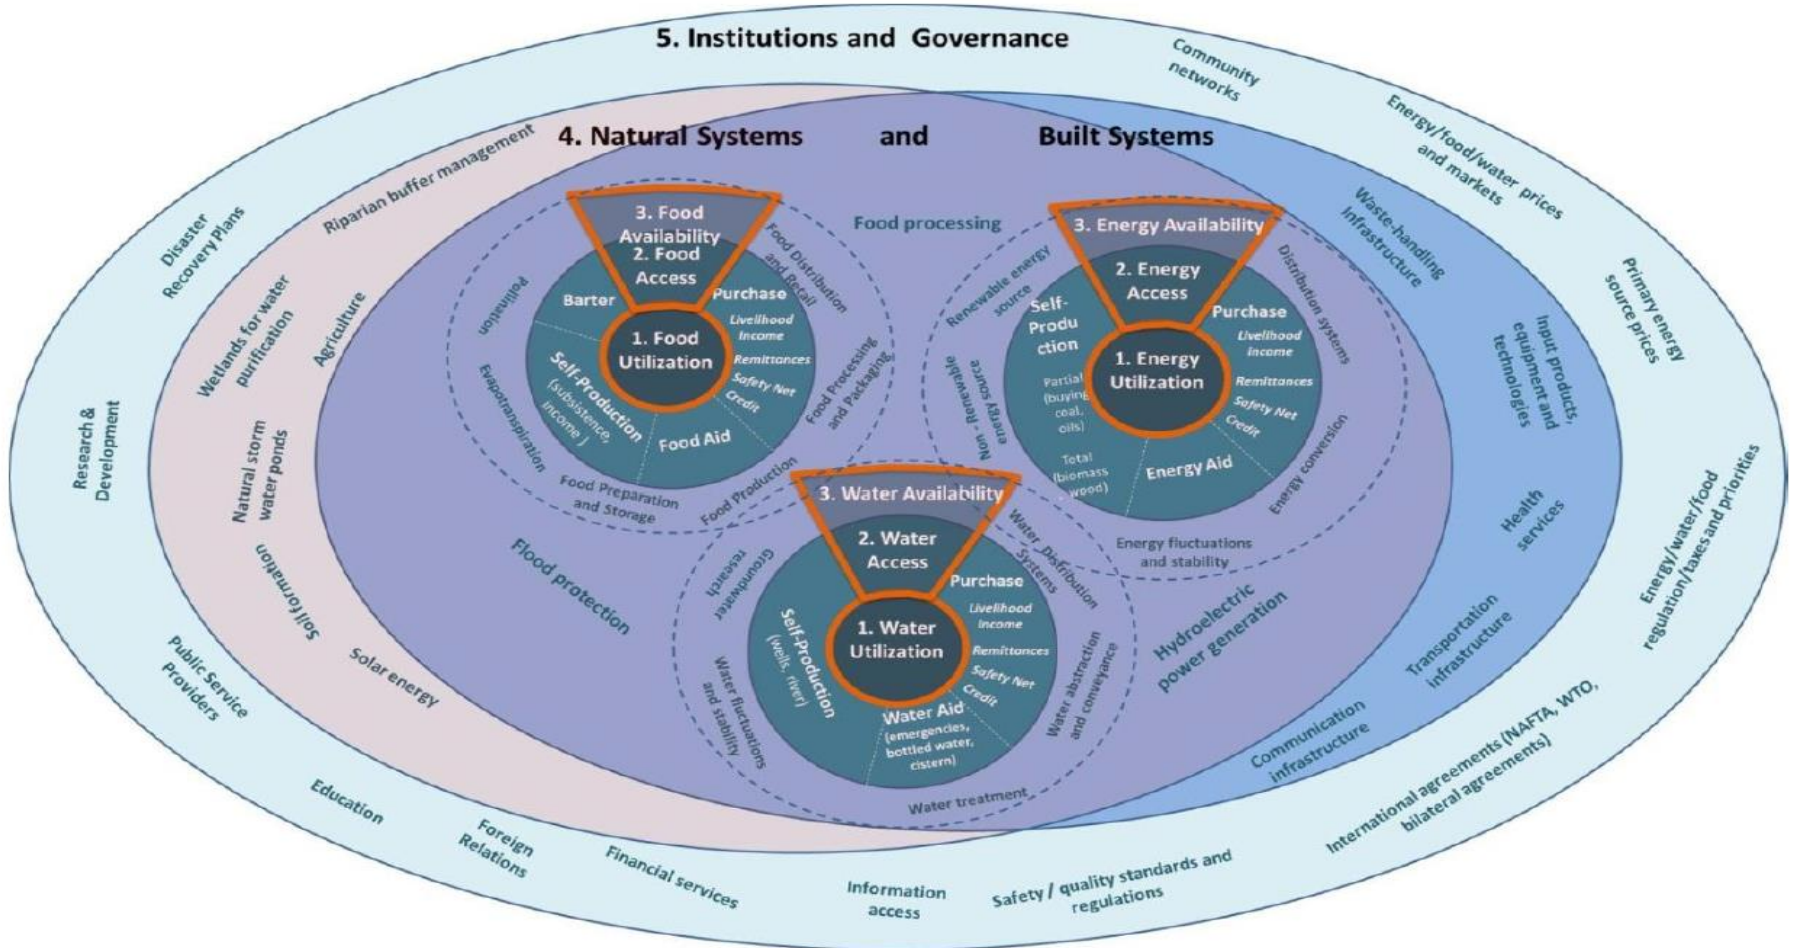 5. Institutions and  Governance
Community
networks
Energy/food/water prices
and markets
Primary energy
source prices
Energy/water/food
regulation/taxes and priorities
International agreements (NAFTA, WTO,
bilateral agreements)
Safety / quality standards and
regulations
Information
access
Financial services
Foreign
Relations
Education
Public Service
Providers
Research &
Development
Disaster
Recovery Plans
4. Natural Systems and Built Systems
Riparian buffer management
Wetlands for water
purification
Agriculture
Natural storm
water ponds
Soil formation
Solar energy
Food processing
Flood protection
Hydroelectric
power generation
Waste-handling
Infrastructure
Input products,
equipment and
technologies
Health
services
Transportation
infrastructure
Communication
infrastructure
3. Food
Availability
2. Food
Access
1. Food
Utilization
Barter
Purchase
Livelihood
Income
Remittances
Safety Net
Credit
Food Aid
Self-Production
(subsistence,
income )
Pollination
Evapotranspiration
Food Preparation
and Storage
Food Production
Food Processing
and Packaging
Food Distribution
and Retail
3. Energy Availability
2. Energy
Access
1. Energy
Utilization
Self-
Produ
ction
Partial
(buying
coal,
oils)
Total
(biomass
, wood)
Energy Aid
Purchase
Livelihood
Income
Remittances
Safety Net
Credit
Renewable energy
source
Non-Renewable
energy source
Distribution systems
Energy conversion
Energy fluctuations
and stability
3. Water Availability
2. Water
Access
1. Water
Utilization
Purchase
Livelihood
Income
Remittances
Safety Net
Credit
Water Aid
(emergencies,
bottled water,
cistern)
Self-Production
(wells, river)
Groundwater
research
Water fluctuations
and stability
Water treatment
Water abstraction
and conveyance
Water Distribution
Systems